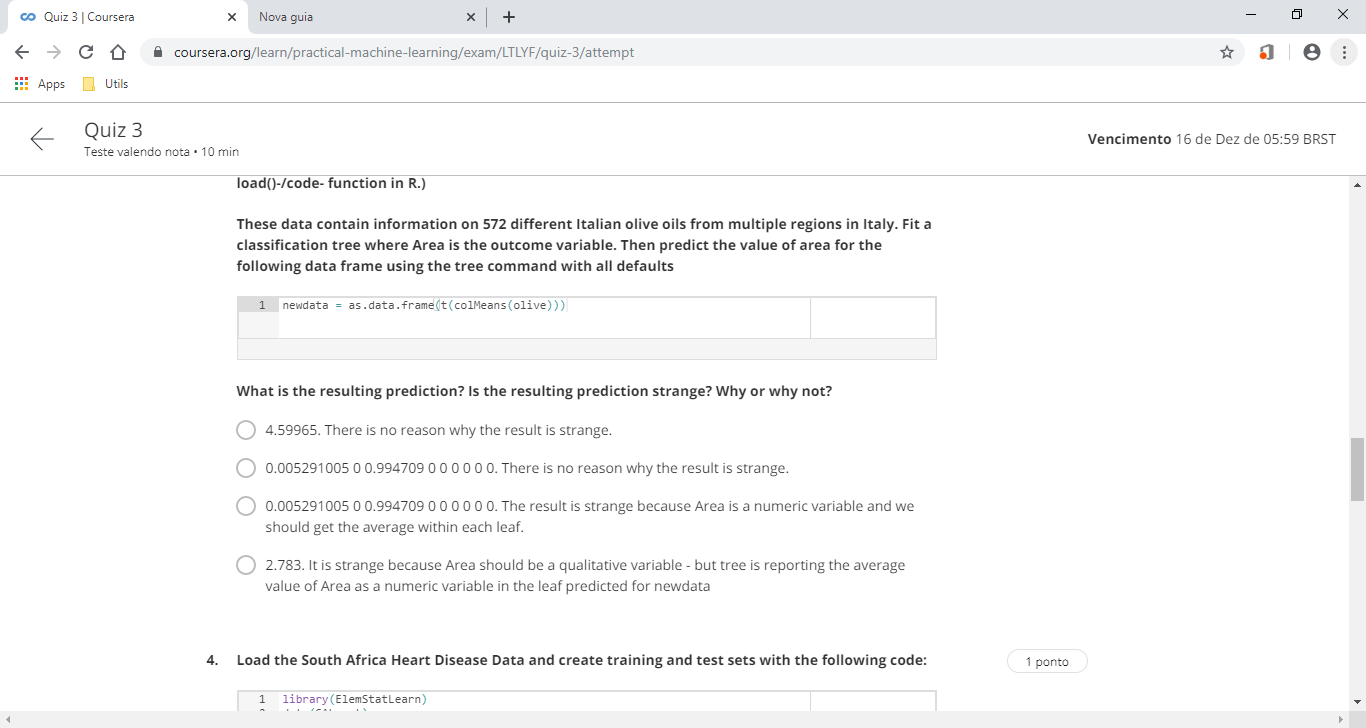 Quiz 3 | Coursera
Nova guia
coursera.org/learn/practical-machine-learning/exam/LTLYF/quiz-3/attempt
Apps Utils
Quiz 3
Teste valendo nota • 10 min
Vencimento 16 de Dez de 05:59 BRST
load()-/code- function in R.)
These data contain information on 572 different Italian olive oils from multiple regions in Italy. Fit a
classification tree where Area is the outcome variable. Then predict the value of area for the
following data frame using the tree command with all defaults
1 newdata = as.data.frame(t(colMeans(olive)))
What is the resulting prediction? Is the resulting prediction strange? Why or why not?
4.59965. There is no reason why the result is strange.
0.005291005 0 0.994709 0 0 0 0 0 0. There is no reason why the result is strange.
0.005291005 0 0.994709 0 0 0 0 0 0. The result is strange because Area is a numeric variable and we
should get the average within each leaf.
2.783. It is strange because Area should be a qualitative variable - but tree is reporting the average
value of Area as a numeric variable in the leaf predicted for newdata
4. Load the South Africa Heart Disease Data and create training and test sets with the following code:
1 ponto
1 library(ElemStatLearn)